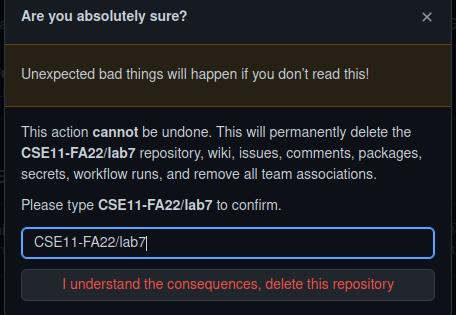 Are you absolutely sure?
Unexpected bad things will happen if you don’t read this!
This action cannot be undone. This will permanently delete the
CSE11-FA22/lab7 repository, wiki, issues, comments, packages,
secrets, workflow runs, and remove all team associations.
Please type CSE11-FA22/lab7 to confirm.
CSE11-FA22/lab7
I understand the consequences, delete this repository